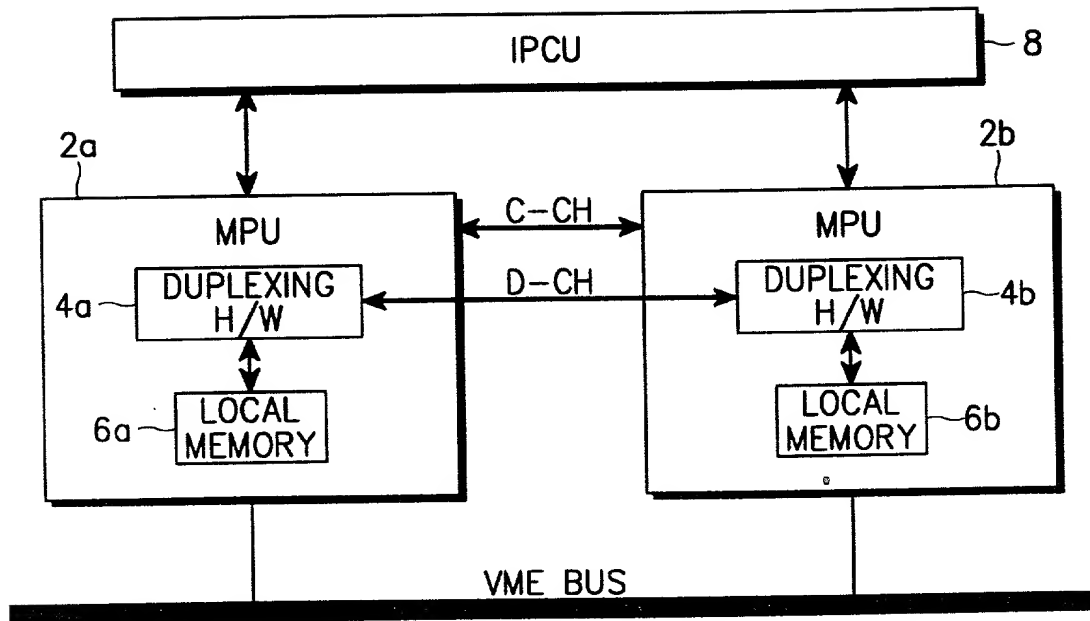 IPCU
8
2a
2b
MPU
C-CH
MPU
DUPLEXING
H/W
4a
D-CH
DUPLEXING
H/W
4b
LOCAL
MEMORY
6a
LOCAL
MEMORY
6b
VME BUS